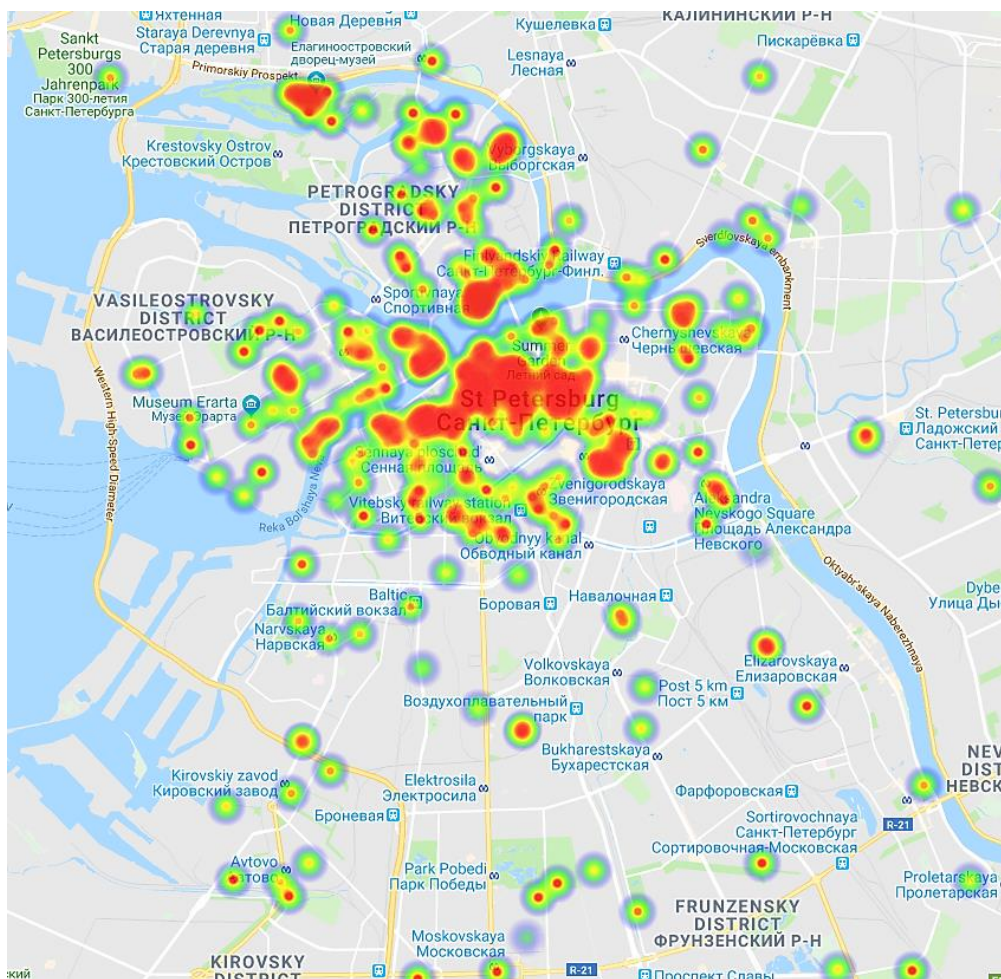 Яхтенная
Новая Деревня
Кушелевка
КАЛИНИНСКИЙ Р-Н
Sankt
Petersburgs
300
Jahrenpark
Парк 300-летия
Санкт-Петербурга
Staraya Derevnya
Старая деревня
Елагиноостровский
дворец-музей
Primorskiy Prospekt
Lesnaya
Лесная
Пискарёвка
Krestovsky Ostrov
Крестовский Остров
Vyborgskaya
Выборгская
PETROGRADSKY
DISTRICT
ПЕТРОГРАДСКИЙ Р-Н
Sverdlovskaya embankment
Finlyandskiy Railway
Санкт-Петербург-Финл.
VASILEOSTROVSKY
DISTRICT
ВАСИЛЕОСТРОВСКИЙ Р-Н
Sportivnaya
Спортивная
Summer
Garden
Летний сад
Chernyshevskaya
Чернышевская
Western High-Speed Diameter
Museum Erarta
Музей Эрарта
St Petersburg
Санкт-Петербург
St. Petersbu
Ладожский
Санкт-Петер
Sennaya ploschad'
Сенная площадь
Reka Bol'shaya Neva
Vitebsky railway station
Витебский вокзал
Zvenigorodskaya
Звенигородская
Aleksandra
Nevskogo Square
Площадь Александра
Невского
Obvodnyy kanal
Обводный канал
Oktyabr'skaya Naberezhnaya
Dybe
Улица Ды
Baltic
Балтийский вокзал
Боровая
Навалочная
Narvskaya
Нарвская
Volkovskaya
Волковская
Elizarovskaya
Елизаровская
Post 5 km
Пост 5 км
Воздухоплавательный
парк
Bukharestskaya
Бухарестская
Kirovskiy zavod
Кировский завод
Elektrosila
Электросила
Броневая
Фарфоровская
NEV
DIST
НЕВСК
Sortirovochnaya
Санкт-Петербург
Сортировочная-Московская
R-21
Avtovo
Автово
Park Pobedi
Парк Победы
Proletarskaya
Пролетарская
FRUNZENSKY
DISTRICT
ФРУНЗЕНСКИЙ Р-Н
Moskovskaya
Московская
KIROVSKY
DISTRICT
R-21
Проспект Славы